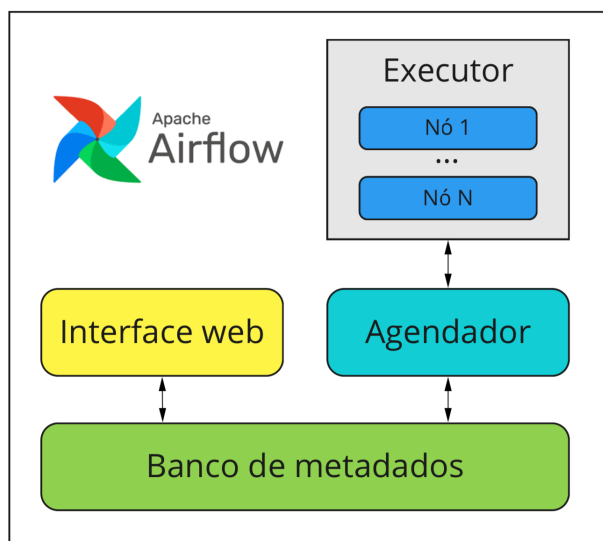 Apache
Airflow
Executor
Nó 1
...
Nó N
Interface web
Agendador
Banco de metadados